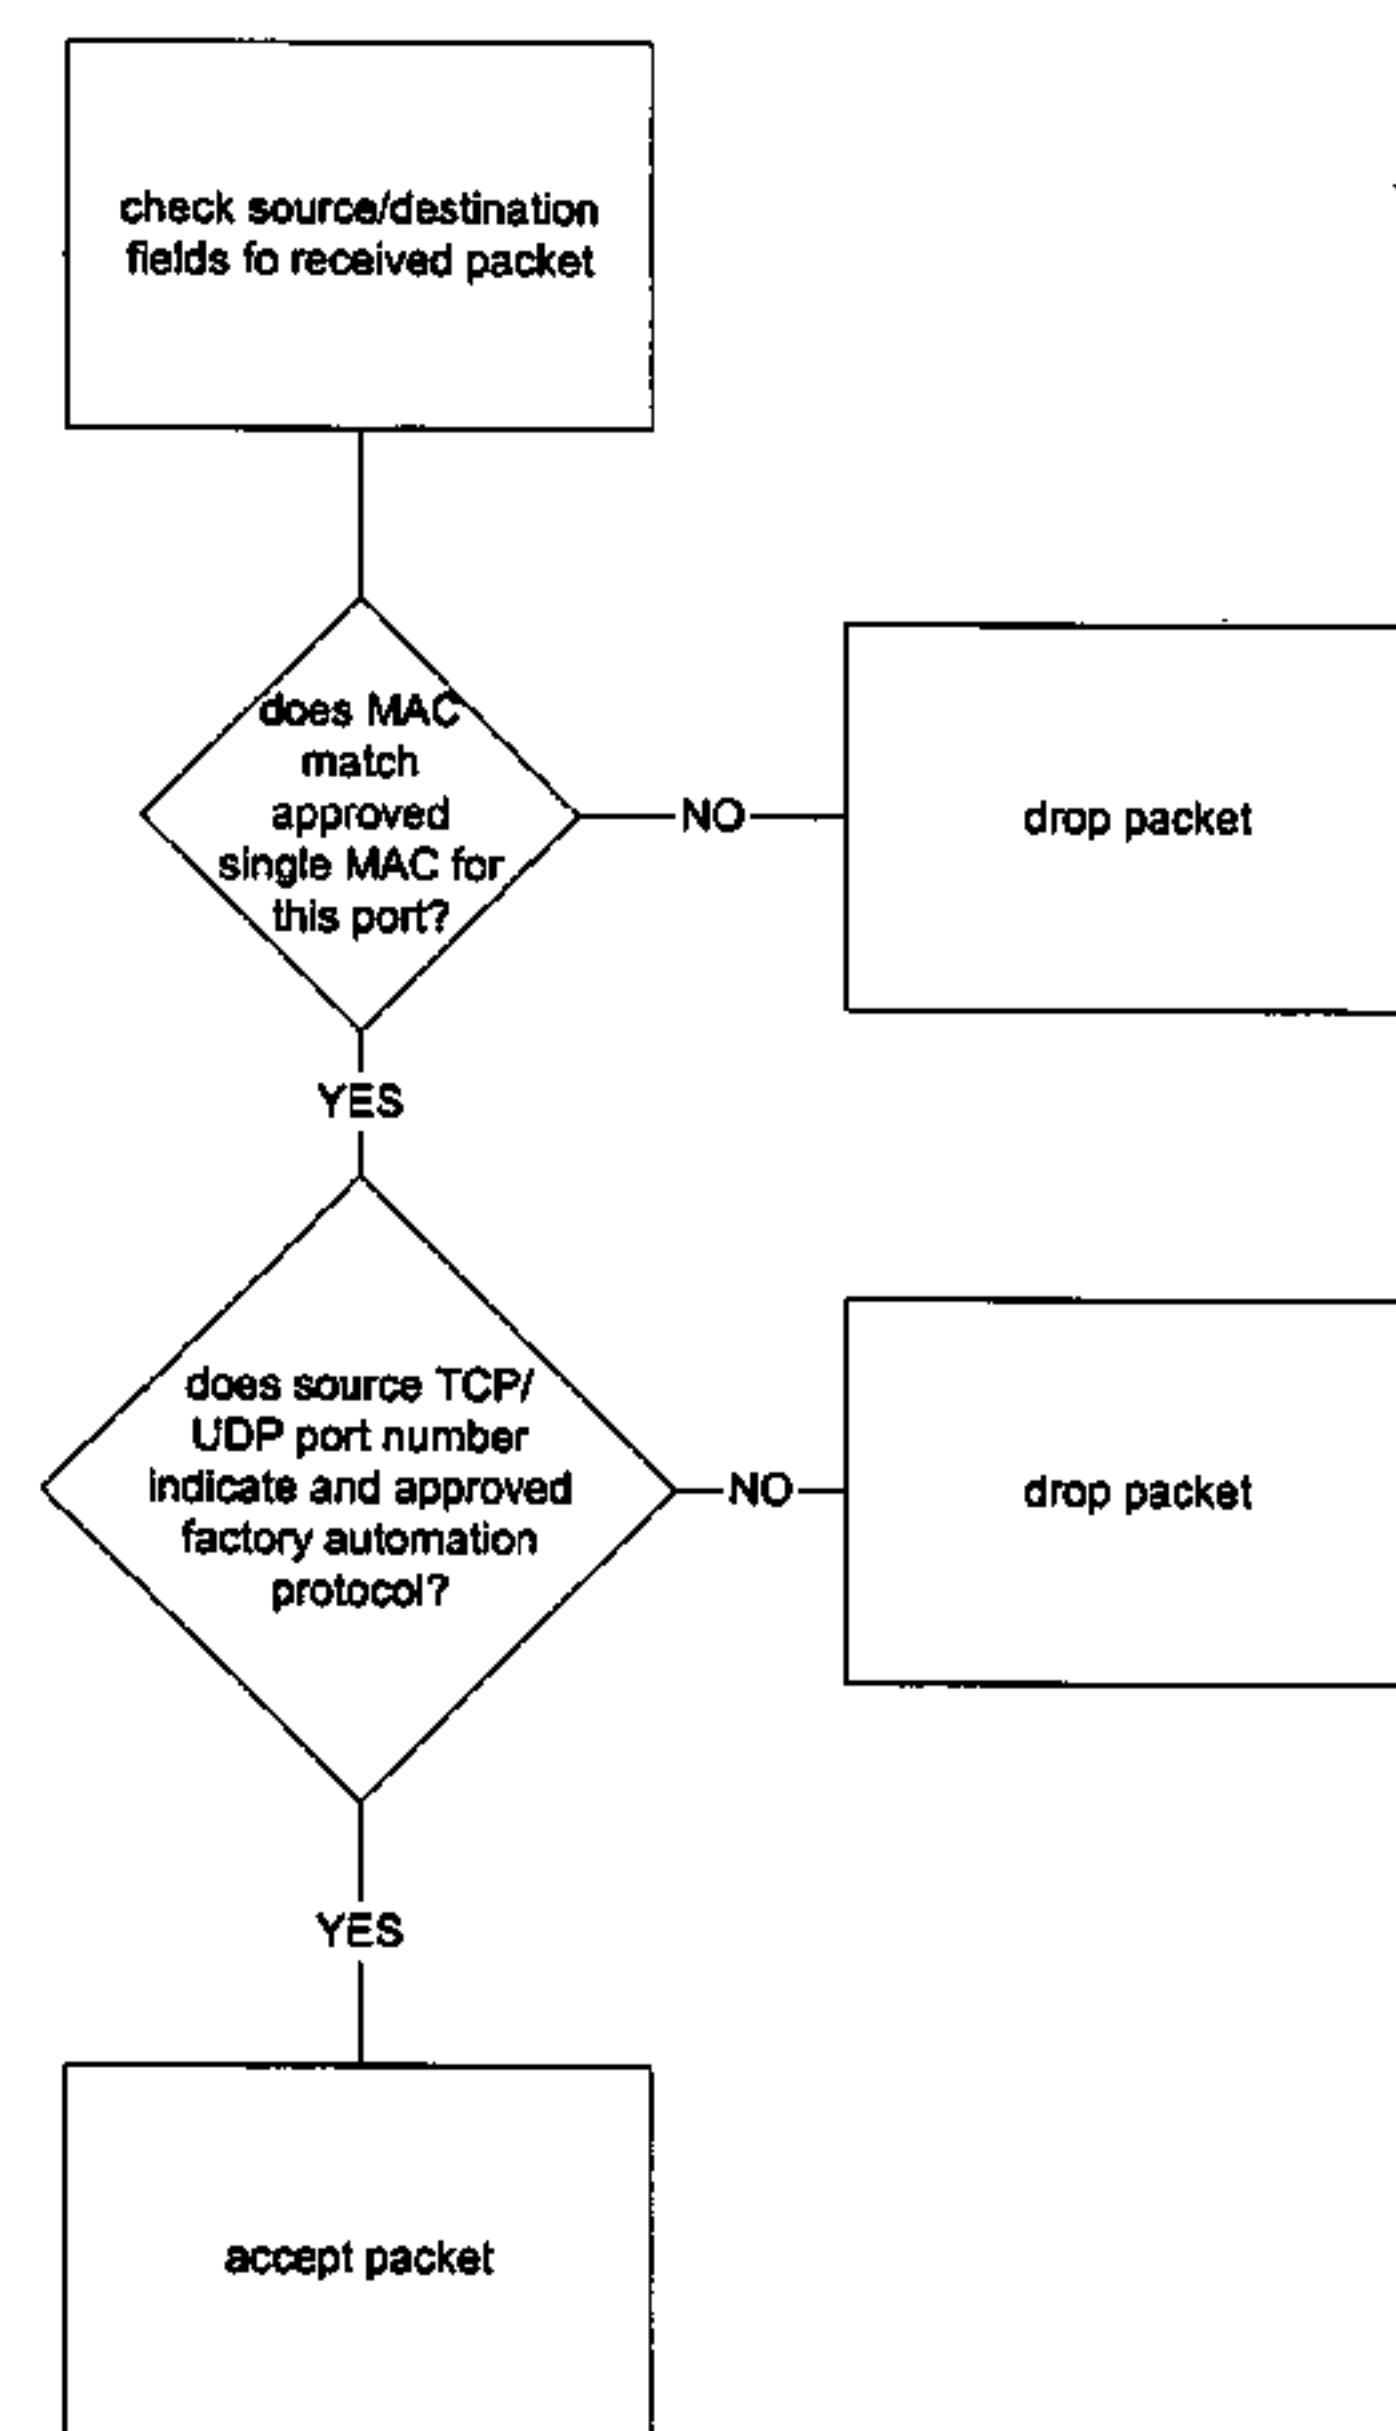 check source/destination
fields fo received packet
does MAC
match
approved
single MAC for
this port?
NO
drop packet
YES
does source TCP/
UDP port number
indicate and approved
factory automation
protocol?
NO
drop packet
YES
accept packet